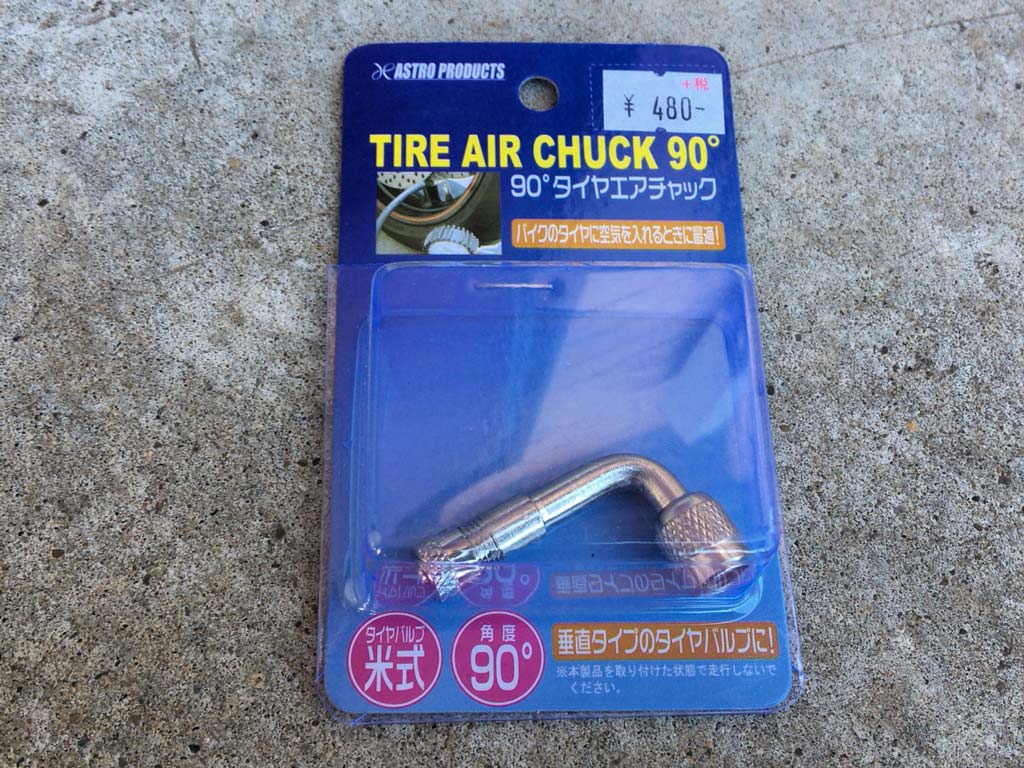 ASTRO PRODUCTS
+税
¥ 480-
TIRE AIR CHUCK 90°
90°タイヤエアチャック
バイクのタイヤに空気を入れるときに最適!
タイヤバルブ
米式
角度
90°
垂直タイプのタイヤバルブに!
※本製品を取り付けた状態で走行しないで
ください。